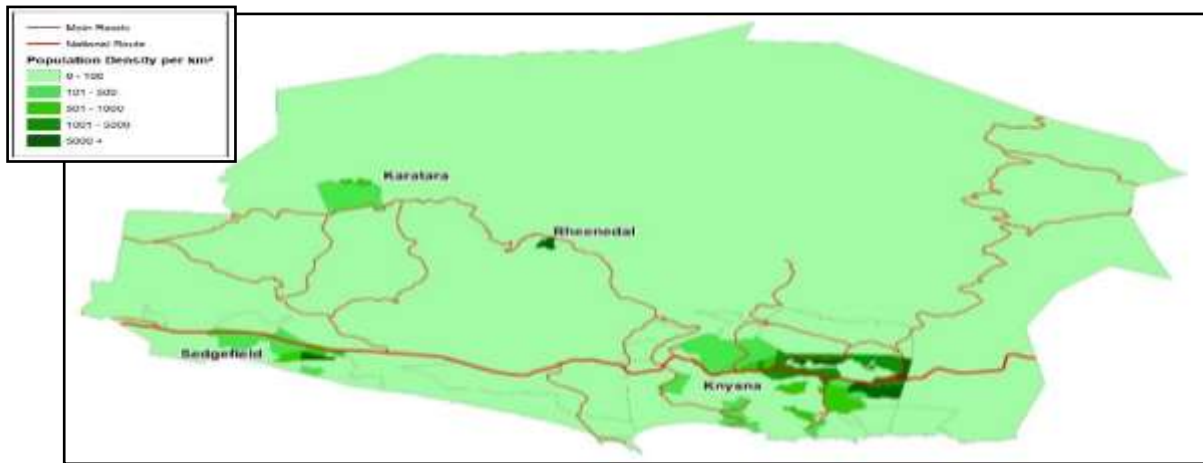 Main Roads
National Route
Population Density per km²
0 - 100
101 - 500
501 - 1000
1001 - 5000
5000 +
Karatara
Rheenedal
Sedgefield
Knysna